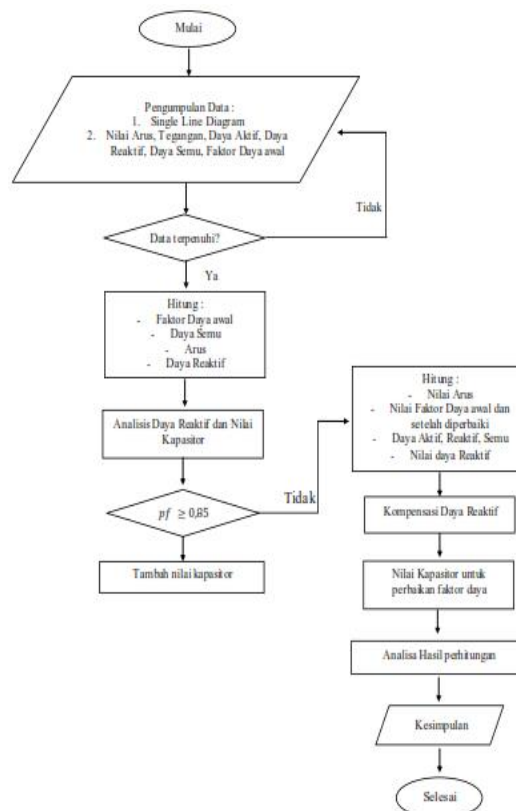 Mulai
Pengumpulan Data :
1. Single Line Diagram
2. Nilai Arus, Tegangan, Daya Aktif, Daya
Reaktif, Daya Semu, Faktor Daya awal
Tidak
Data terpenuhi?
Ya
Hitung :
- Faktor Daya awal
- Daya Semu
- Arus
- Daya Reaktif
Analisis Daya Reaktif dan Nilai
Kapasitor
pf ≥ 0,85
Tidak
Tambah nilai kapasitor
Hitung :
- Nilai Arus
- Nilai Faktor Daya awal dan
setelah diperbaiki
- Daya Aktif, Reaktif, Semu
- Nilai daya Reaktif
Kompensasi Daya Reaktif
Nilai Kapasitor untuk
perbaikan faktor daya
Analisa Hasil perhitungan
Kesimpulan
Selesai